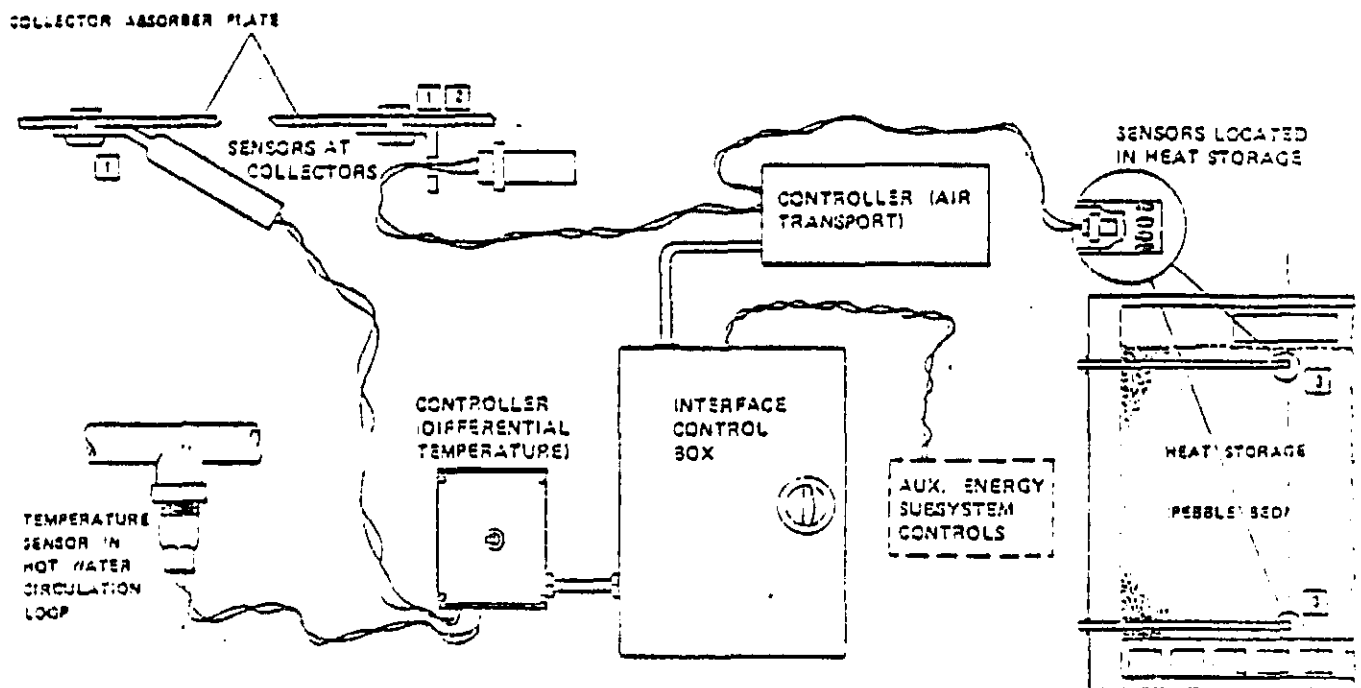 COLLECTOR ABSORBER PLATE
1 2
1
SENSORS AT
COLLECTORS
SENSORS LOCATED
IN HEAT STORAGE
CONTROLLER (AIR
TRANSPORT)
3
CONTROLLER
(DIFFERENTIAL
TEMPERATURE)
INTERFACE
CONTROL
BOX
HEAT STORAGE
(PEBBLE BED)
AUX. ENERGY
SUBSYSTEM
CONTROLS
TEMPERATURE
SENSOR IN
HOT WATER
CIRCULATION
LOOP
3